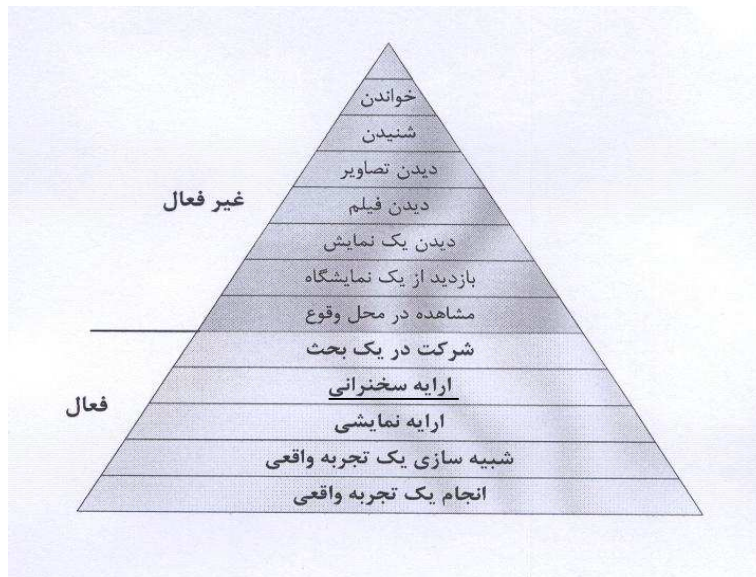 خواندن
شنیدن
دیدن تصاویر
دیدن فیلم
غیر فعال
دیدن یک نمایش
بازدید از یک نمایشگاه
مشاهده در محل وقوع
شرکت در یک بحث
ارایه سخنرانی
فعال
ارایه نمایشی
شبیه سازی یک تجربه واقعی
انجام یک تجربه واقعی